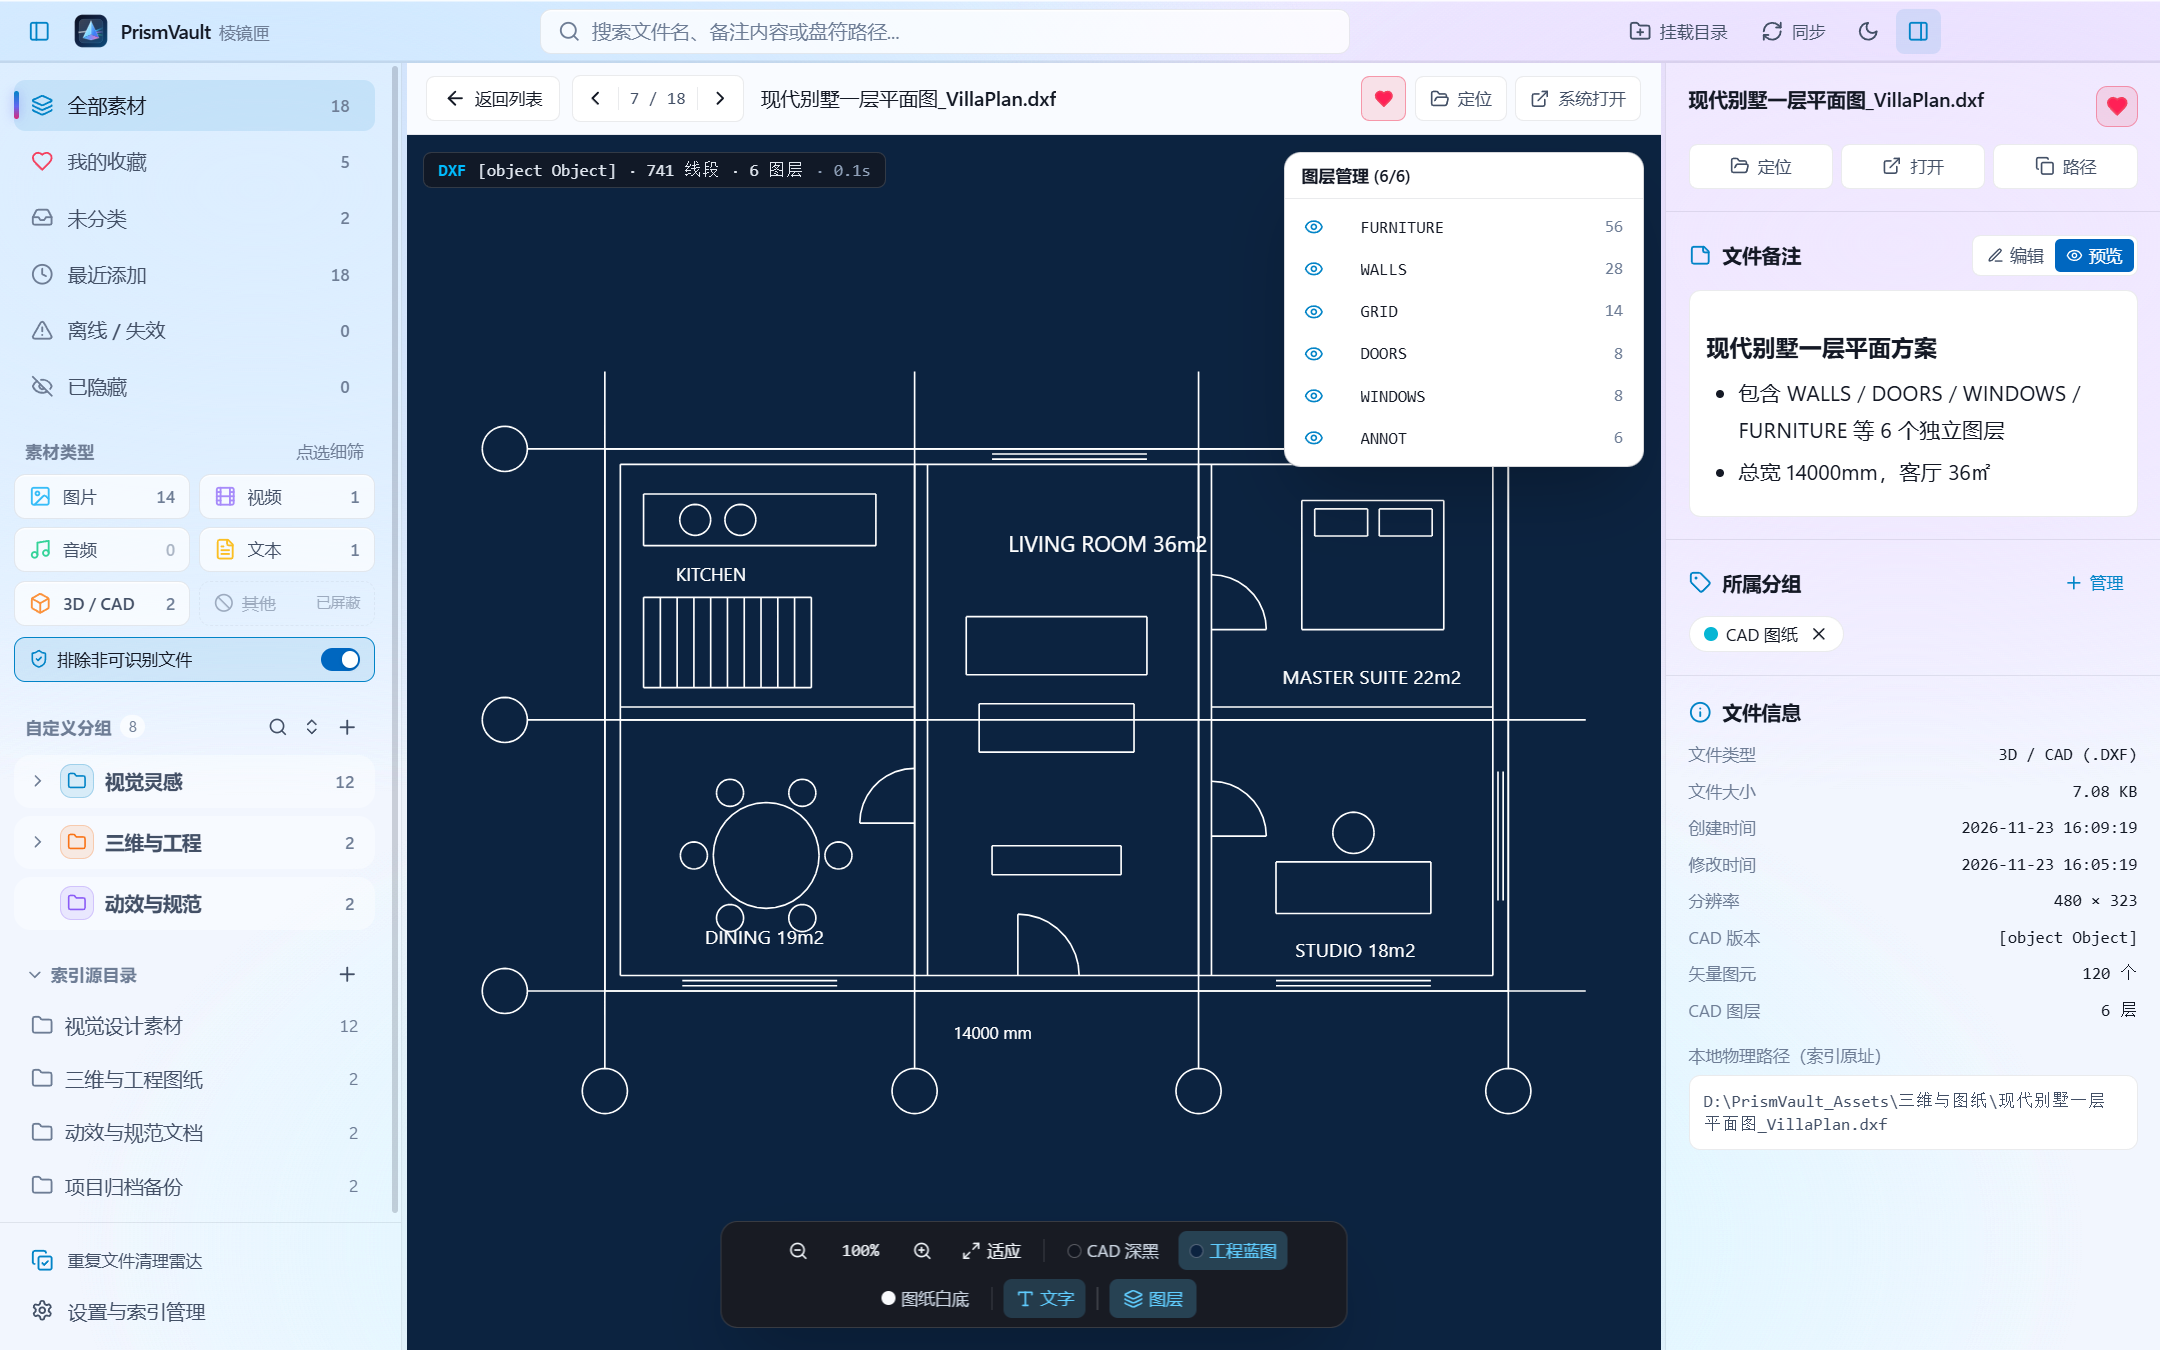 PrismVault 棱镜匣
搜索文件名、备注内容或盘符路径...
挂载目录
同步
全部素材 18
我的收藏 5
未分类 2
最近添加 18
离线 / 失效 0
已隐藏 0
素材类型 点选细筛
图片 14
视频 1
音频 0
文本 1
3D / CAD 2
其他 已屏蔽
排除非可识别文件
自定义分组 8
视觉灵感 12
三维与工程 2
动效与规范 2
索引源目录
视觉设计素材 12
三维与工程图纸 2
动效与规范文档 2
项目归档备份 2
重复文件清理雷达
设置与索引管理
返回列表
7 / 18
现代别墅一层平面图_VillaPlan.dxf
定位
系统打开
DXF [object Object] · 741 线段 · 6 图层 · 0.1s
图层管理 (6/6)
FURNITURE 56
WALLS 28
GRID 14
DOORS 8
WINDOWS 8
ANNOT 6
LIVING ROOM 36m2
KITCHEN
MASTER SUITE 22m2
DINING 19m2
STUDIO 18m2
14000 mm
100%
适应
CAD 深黑
工程蓝图
图纸白底
文字
图层
现代别墅一层平面图_VillaPlan.dxf
定位
打开
路径
文件备注
编辑
预览
现代别墅一层平面方案
包含 WALLS / DOORS / WINDOWS /
FURNITURE 等 6 个独立图层
总宽 14000mm，客厅 36㎡
所属分组
管理
CAD 图纸
文件信息
文件类型 3D / CAD (.DXF)
文件大小 7.08 KB
创建时间 2026-11-23 16:09:19
修改时间 2026-11-23 16:05:19
分辨率 480 × 323
CAD 版本 [object Object]
矢量图元 120 个
CAD 图层 6 层
本地物理路径（索引原址）
D:\PrismVault_Assets\三维与图纸\现代别墅一层
平面图_VillaPlan.dxf